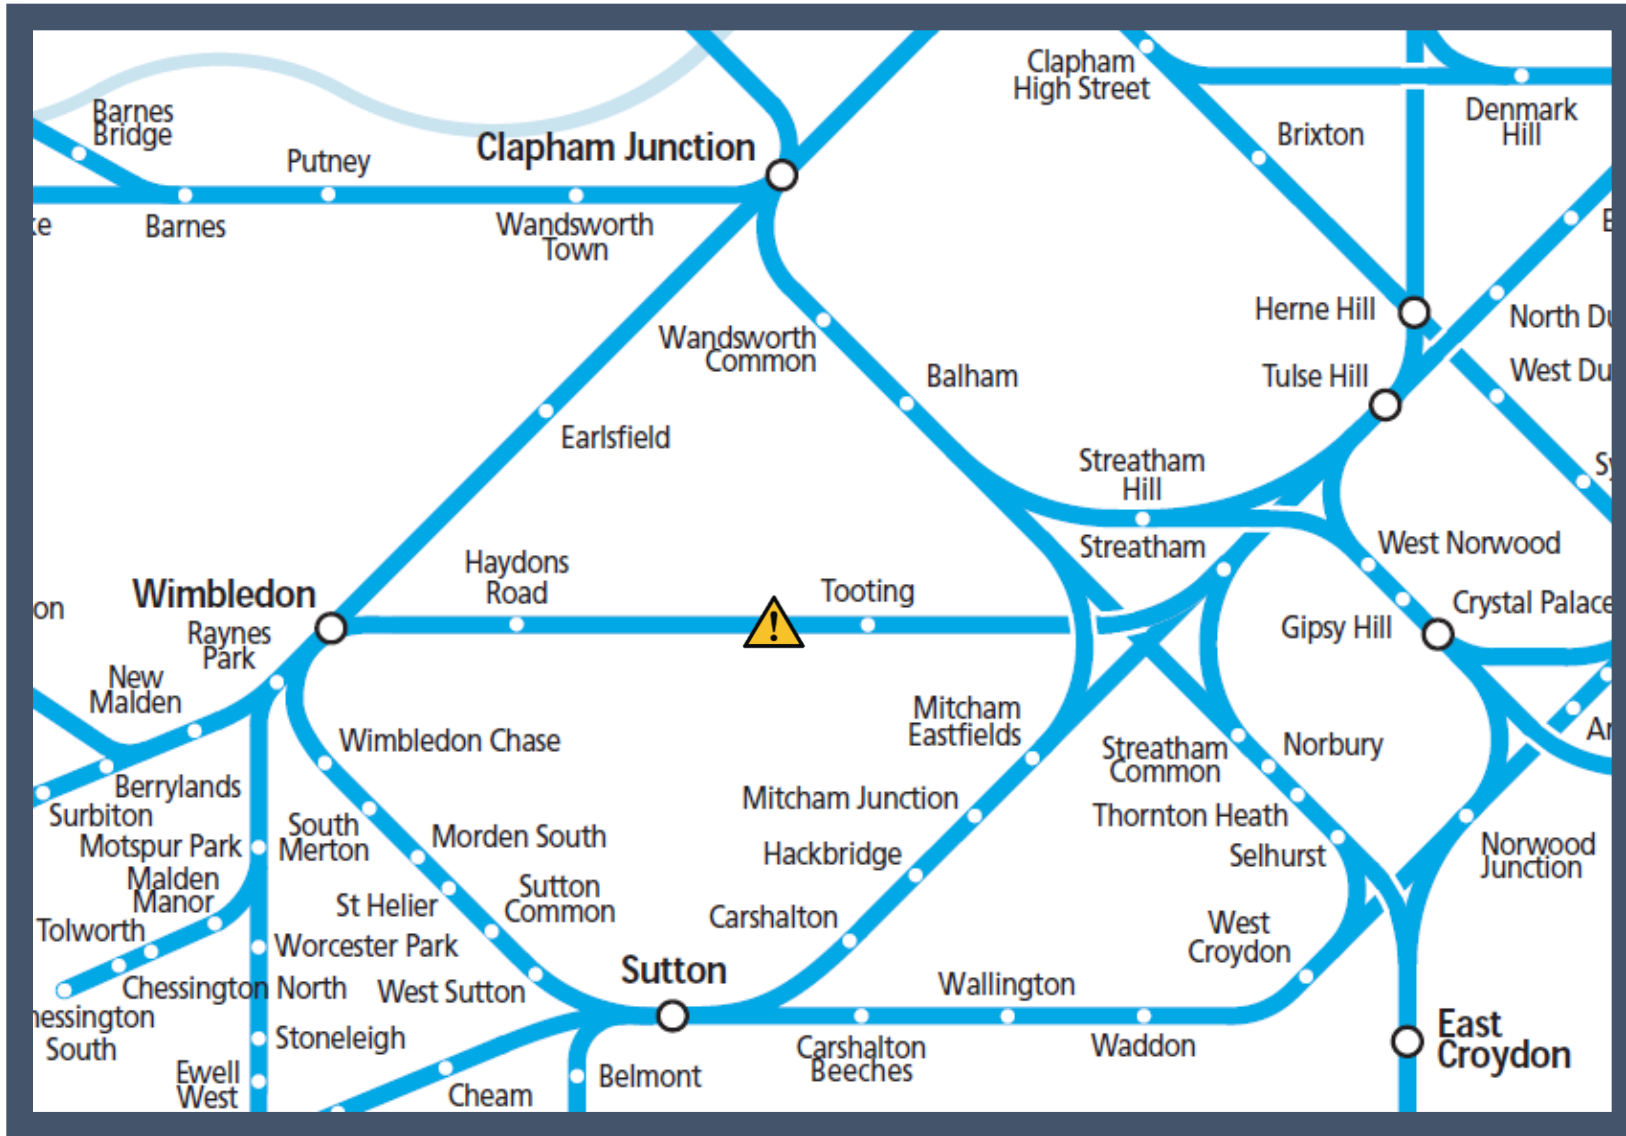 Clapham
High Street
Barnes
Bridge
Denmark
Hill
Brixton
Clapham Junction
Putney
Barnes
Wandsworth
Town
Herne Hill
Wandsworth
Common
Tulse Hill
Balham
Earlsfield
Streatham
Hill
Streatham
West Norwood
Haydons
Road
Tooting
Wimbledon
Crystal Palace
Gipsy Hill
Raynes
Park
New
Malden
Mitcham
Eastfields
Wimbledon Chase
Streatham
Common
Norbury
Berrylands
Surbiton
Mitcham Junction
Thornton Heath
South
Merton
Morden South
Motspur Park
Hackbridge
Selhurst
Norwood
Junction
Malden
Manor
St Helier
Sutton
Common
Carshalton
West
Croydon
Tolworth
Worcester Park
Sutton
Chessington North
West Sutton
Wallington
South
Stoneleigh
East
Croydon
Carshalton
Beeches
Waddon
Ewell
West
Belmont
Cheam